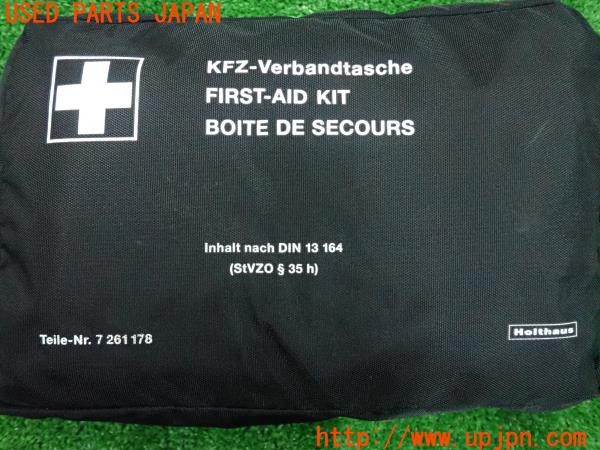 USED PARTS JAPAN
KFZ-Verbandtasche
FIRST-AID KIT
BOITE DE SECOURS
Inhalt nach DIN 13 164
(StVZO § 35 h)
Teile-Nr. 7 261 178
Holthaus
http://www.upjpn.com